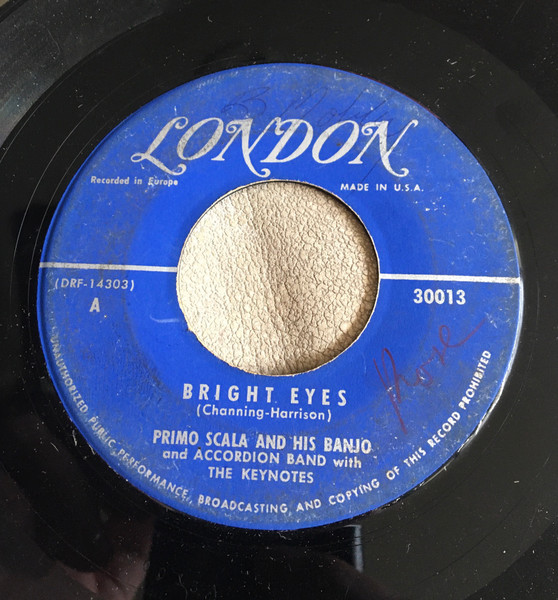 LONDON
Recorded in Europe
MADE IN U.S.A.
(DRF-14303)
A
30013
BRIGHT EYES
(Channing-Harrison)
PRIMO SCALA AND HIS BANJO
and ACCORDION BAND with
THE KEYNOTES
UNAUTHORIZED PUBLIC PERFORMANCE, BROADCASTING, AND COPYING OF THIS RECORD PROHIBITED